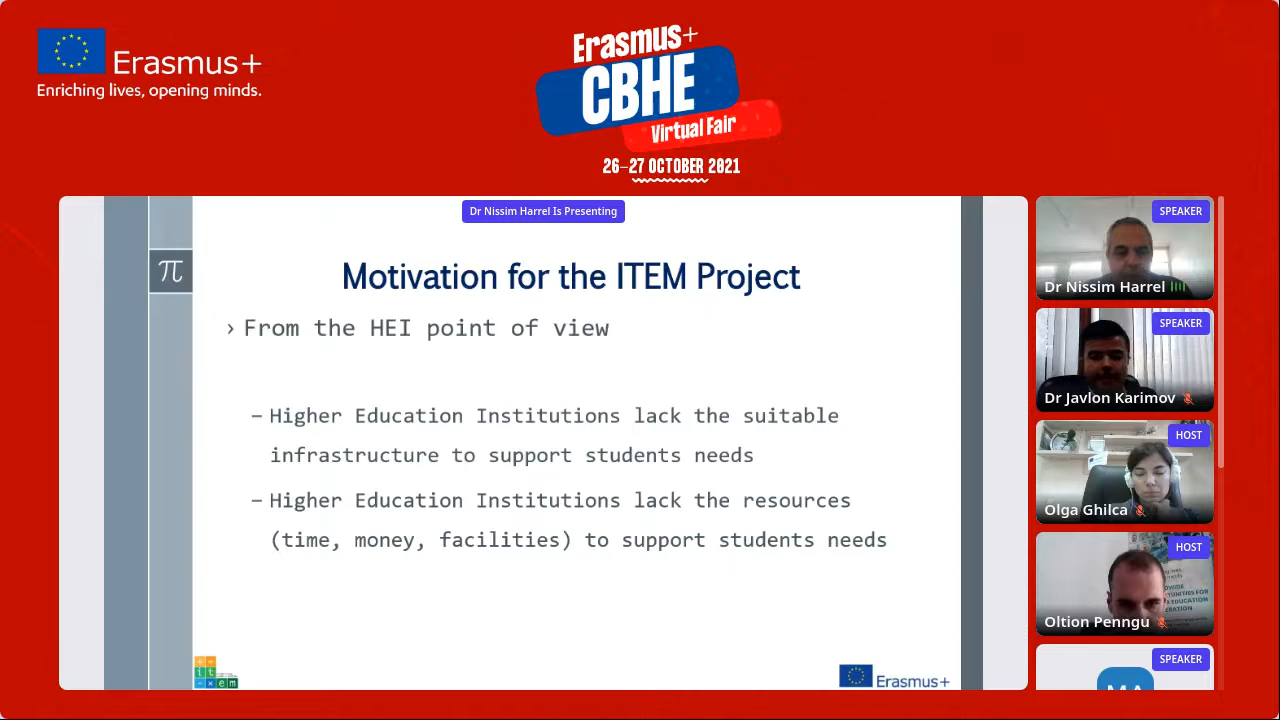 Erasmus+
Enriching lives, opening minds.
Erasmus+
CBHE
Virtual Fair
26–27 OCTOBER 2021
Dr Nissim Harrel Is Presenting
π
Motivation for the ITEM Project
› From the HEI point of view
– Higher Education Institutions lack the suitable
infrastructure to support students needs
– Higher Education Institutions lack the resources
(time, money, facilities) to support students needs
it
em
Erasmus+
SPEAKER
Dr Nissim Harrel
SPEAKER
Dr Javlon Karimov
HOST
Olga Ghilca
HOST
Oltion Penngu
SPEAKER
MA